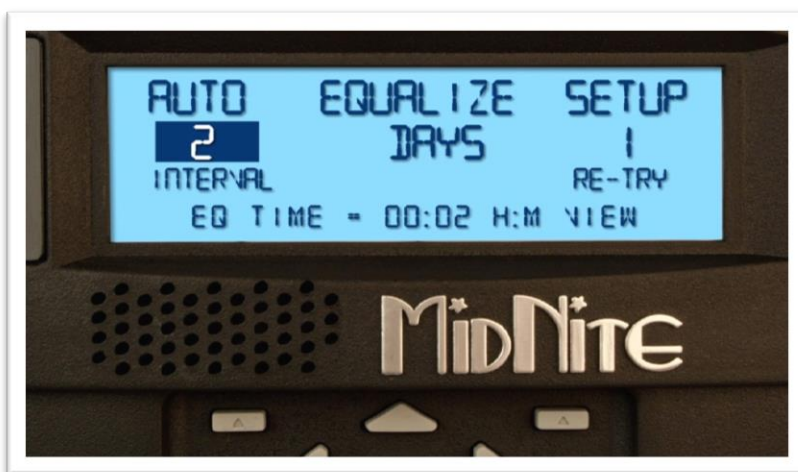 AUTO EQUALIZE SETUP
2 DAYS 1
INTERVAL RE-TRY
EQ TIME = 00:02 H:M VIEW
MIDNITE